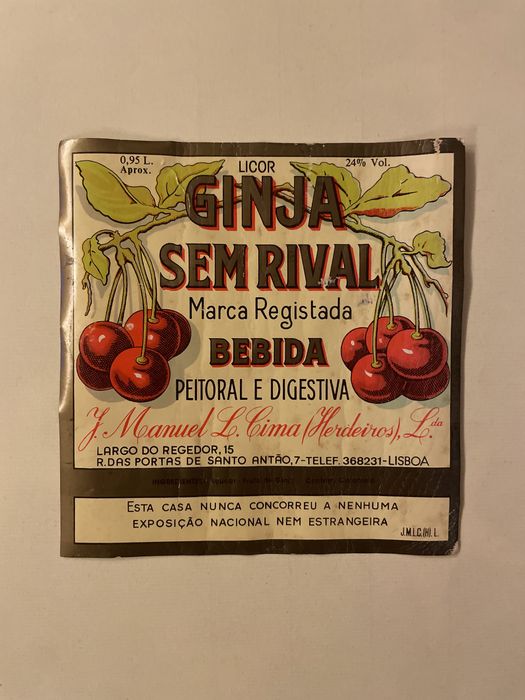 0,95 L.
Aprox.
LICOR
24% Vol.
GINJA
SEM RIVAL
Marca Registada
BEBIDA
PEITORAL E DIGESTIVA
J. Manuel L. Cima (Herdeiros), L.da
LARGO DO REGEDOR, 15
R. DAS PORTAS DE SANTO ANTÃO, 7-TELEF. 368231-LISBOA
INGREDIENTES:
ESTA CASA NUNCA CONCORREU A NENHUMA
EXPOSIÇÃO NACIONAL NEM ESTRANGEIRA
J.M.L.C.(H). L.